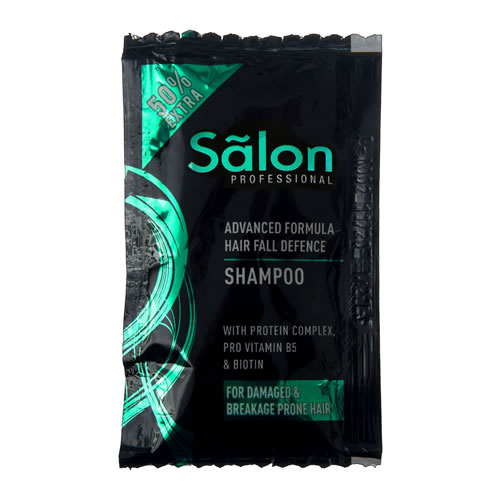 50%
EXTRA
Sãlon
PROFESSIONAL
ADVANCED FORMULA
HAIR FALL DEFENCE
SHAMPOO
WITH PROTEIN COMPLEX,
PRO VITAMIN B5
& BIOTIN
FOR DAMAGED &
BREAKAGE PRONE HAIR